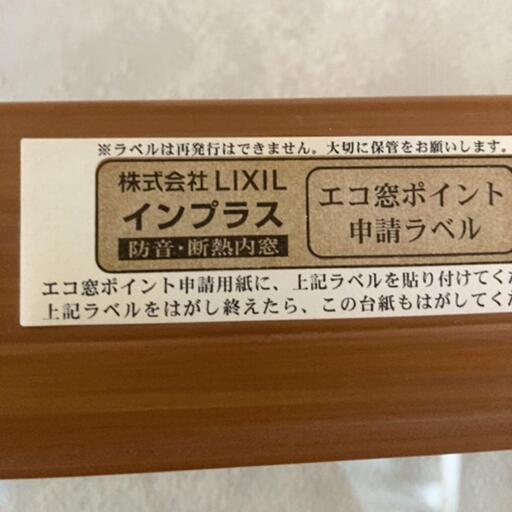 ※ラベルは再発行はできません。大切に保管をお願いします。
株式会社 LIXIL
インプラス
防音・断熱内窓
エコ窓ポイント
申請ラベル
エコ窓ポイント申請用紙に、上記ラベルを貼り付けてく
上記ラベルをはがし終えたら、この台紙もはがしてく